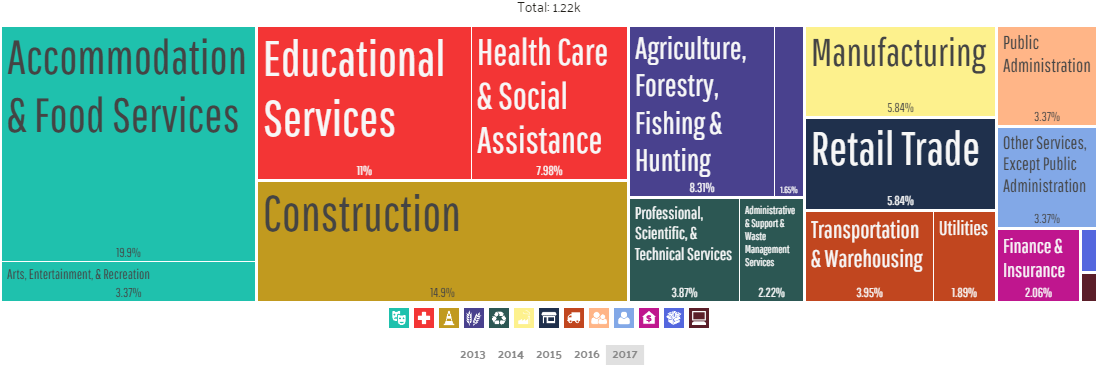 Total: 1.22k
Accommodation
& Food Services
19.9%
Arts, Entertainment, & Recreation
3.37%
Educational
Services
11%
Health Care
& Social
Assistance
7.98%
Construction
14.9%
Agriculture,
Forestry,
Fishing &
Hunting
8.31%
1.65%
Professional,
Scientific, &
Technical Services
3.87%
Administrative
& Support &
Waste
Management
Services
2.22%
Manufacturing
5.84%
Retail Trade
5.84%
Transportation
& Warehousing
3.95%
Utilities
1.89%
Public
Administration
3.37%
Other Services,
Except Public
Administration
3.37%
Finance &
Insurance
2.06%
2013 2014 2015 2016 2017